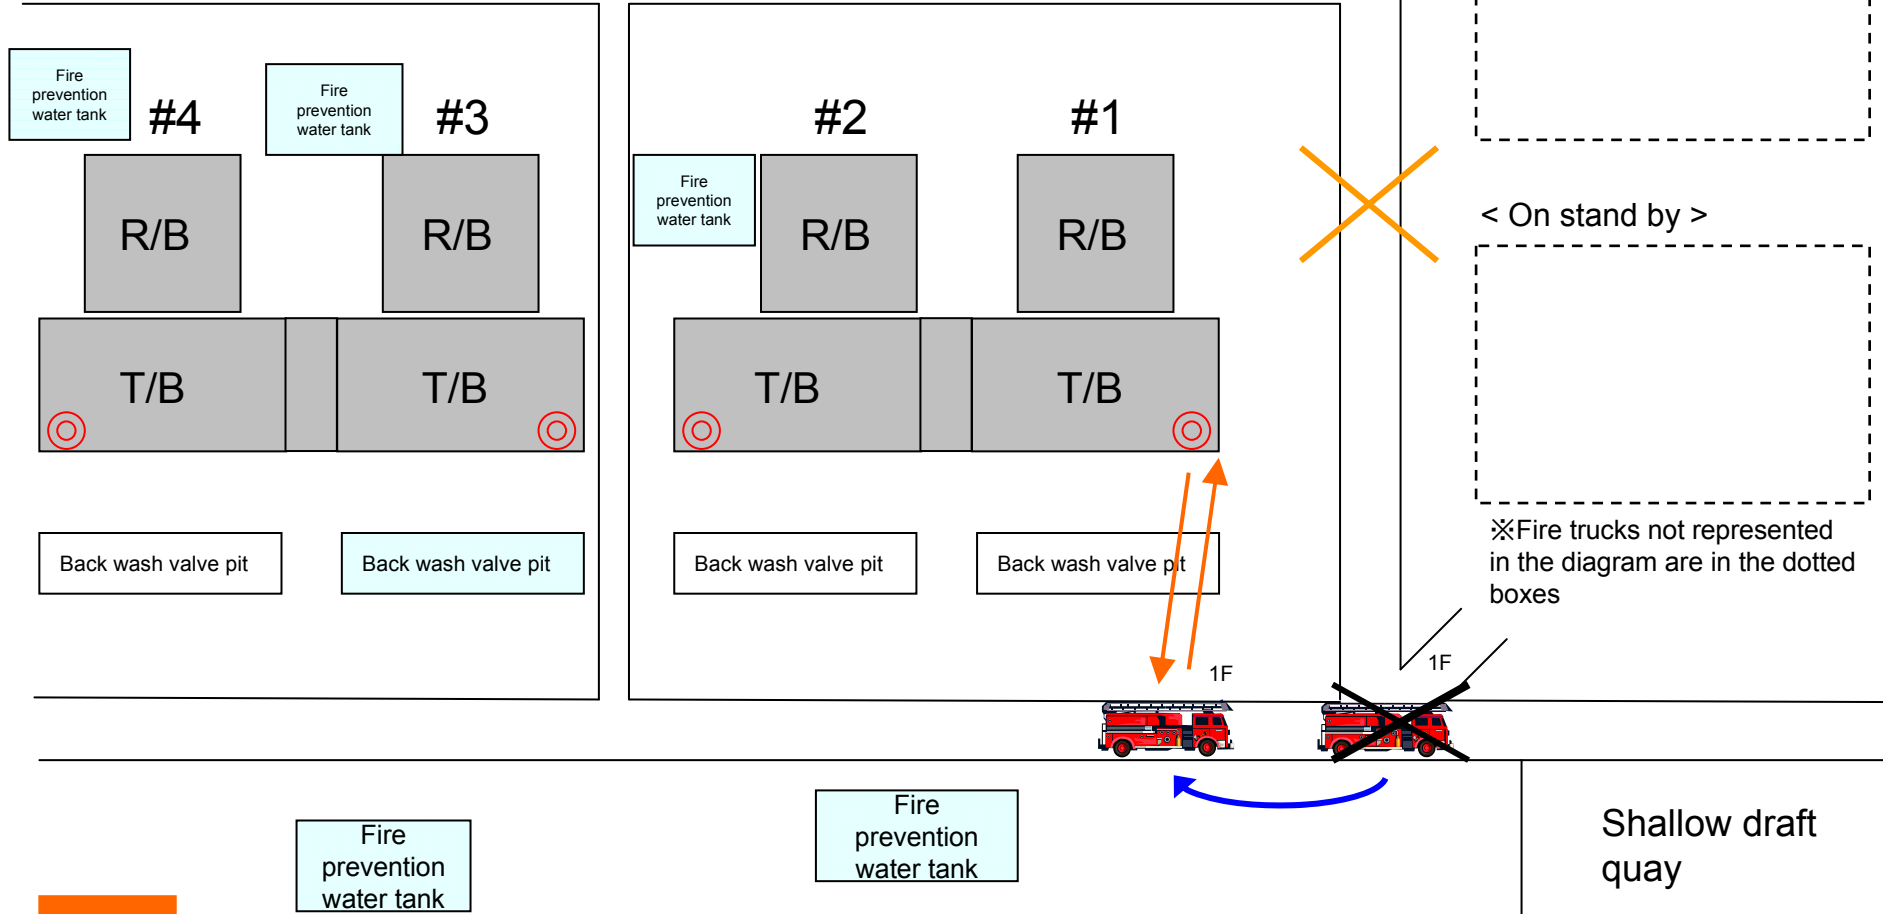 Fire
prevention
water tank
#4
Fire
prevention
water tank
#3
#2
#1
Fire
prevention
water tank
R/B
R/B
R/B
R/B
< On stand by >
T/B
T/B
T/B
T/B
Back wash valve pit
Back wash valve pit
Back wash valve pit
Back wash valve pit
※Fire trucks not represented
in the diagram are in the dotted
boxes
1F
1F
Fire
prevention
water tank
Fire
prevention
water tank
Shallow draft
quay